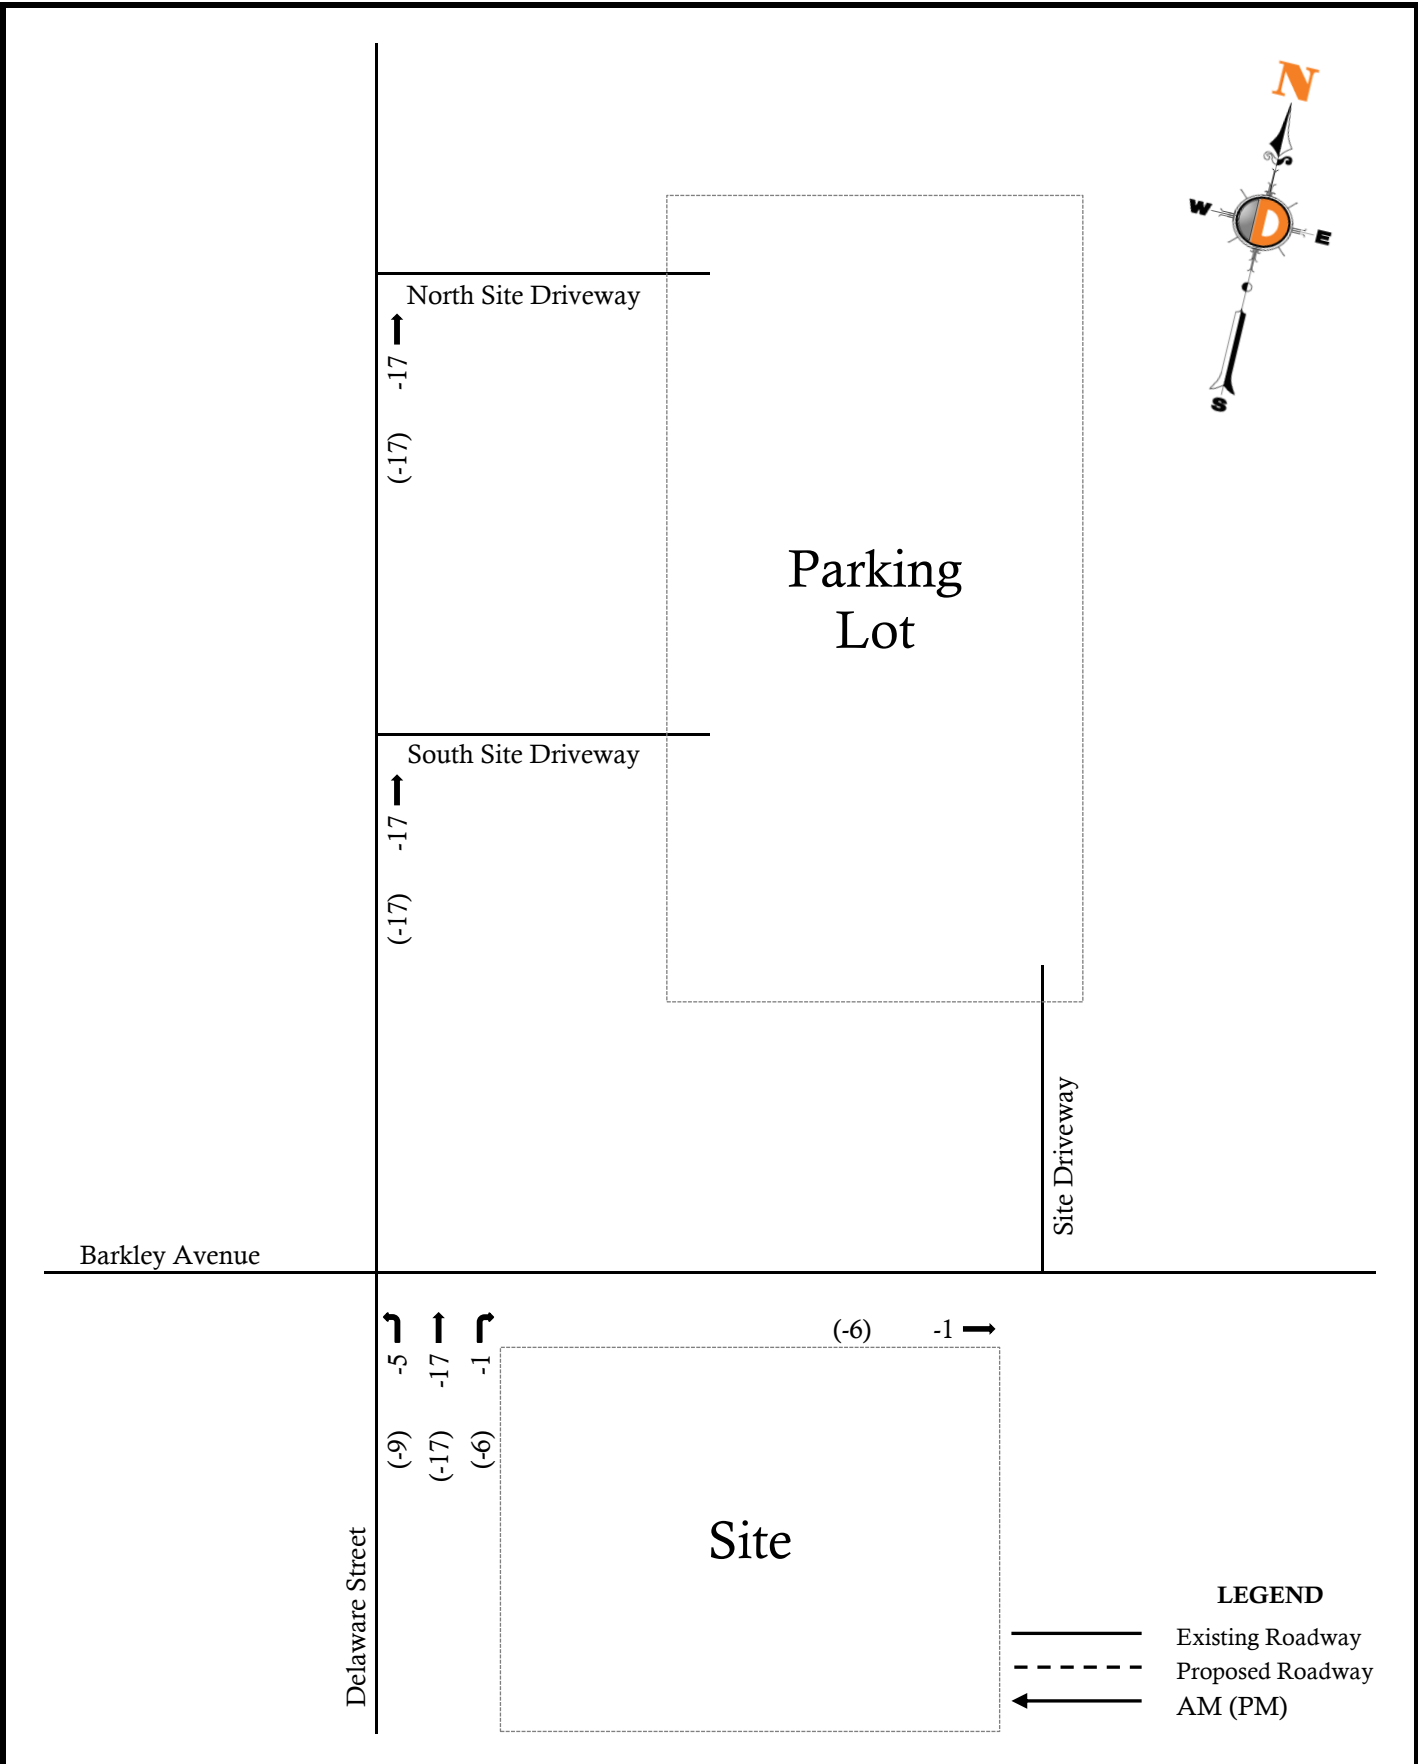 N
W
D
E
S
North Site Driveway
-17
(-17)
Parking
Lot
South Site Driveway
-17
(-17)
Site Driveway
Barkley Avenue
-5 -17 -1
(-9) (-17) (-6)
(-6) -1
Site
Delaware Street
LEGEND
Existing Roadway
Proposed Roadway
AM (PM)